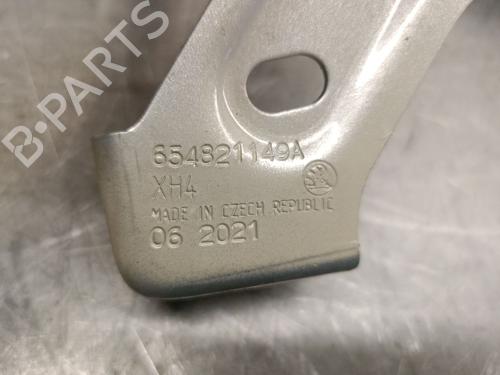 B-PARTS
654821149A
XH4
MADE IN CZECH REPUBLIC
06 2021